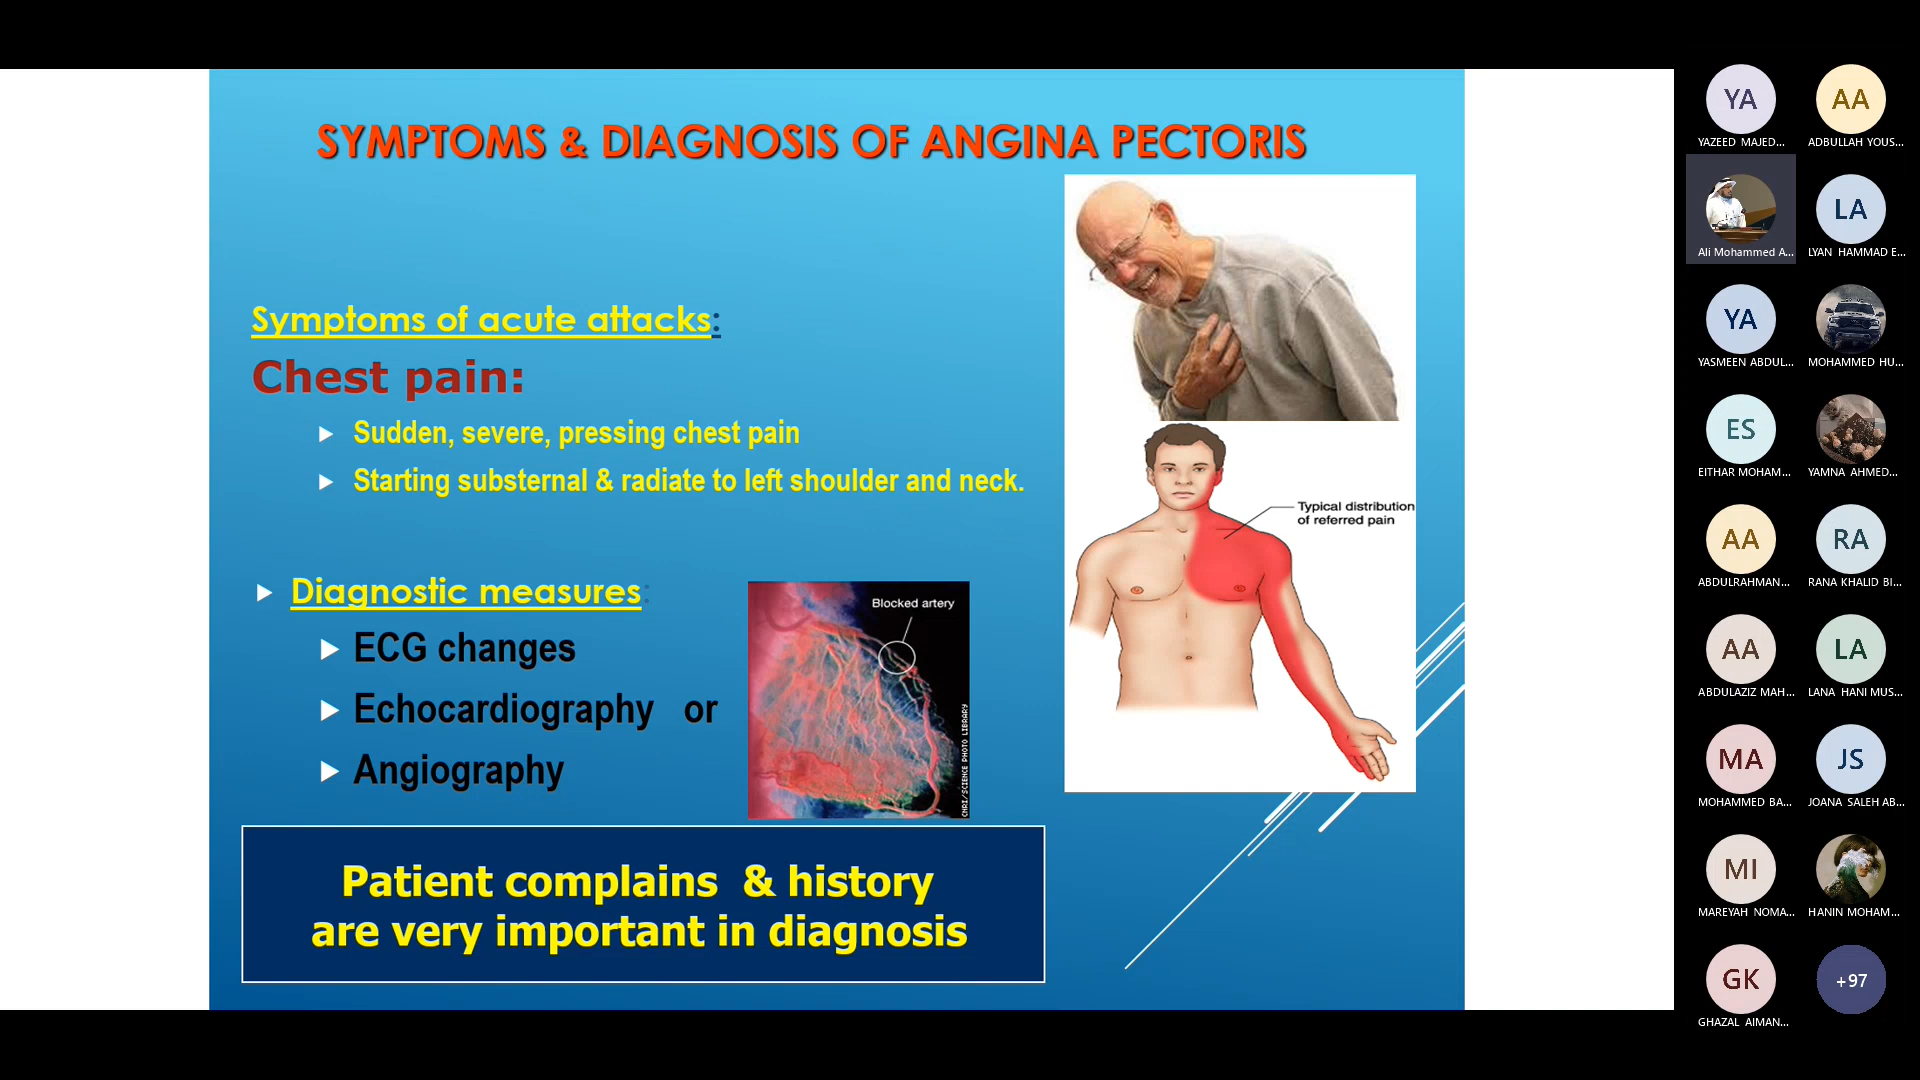 SYMPTOMS & DIAGNOSIS OF ANGINA PECTORIS
Symptoms of acute attacks:
Chest pain:
Sudden, severe, pressing chest pain
Starting substernal & radiate to left shoulder and neck.
Diagnostic measures:
ECG changes
Echocardiography or
Angiography
Blocked artery
CNRI/SCIENCE PHOTO LIBRARY
Typical distribution
of referred pain
Patient complains & history
are very important in diagnosis
YA
YAZEED MAJED...
AA
ADBULLAH YOUS...
Ali Mohammed A...
LA
LYAN HAMMAD E...
YA
YASMEEN ABDUL...
MOHAMMED HU...
ES
EITHAR MOHAM...
YAMNA AHMED...
AA
ABDULRAHMAN...
RA
RANA KHALID BI...
AA
ABDULAZIZ MAH...
LA
LANA HANI MUS...
MA
MOHAMMED BA...
JS
JOANA SALEH AB...
MI
MAREYAH NOMA...
HANIN MOHAM...
GK
GHAZAL AIMAN...
+97